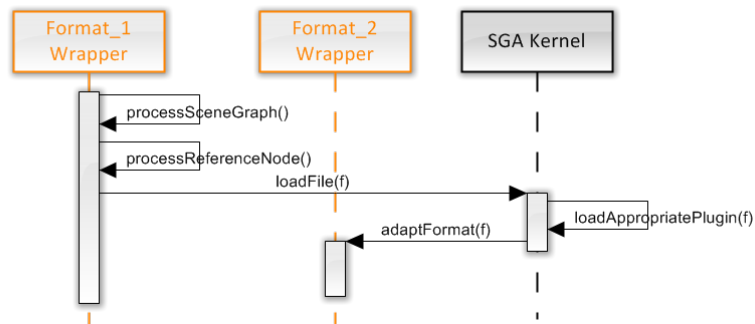 Format_1
Wrapper
Format_2
Wrapper
SGA Kernel
processSceneGraph()
processReferenceNode()
loadFile(f)
loadAppropriatePlugin(f)
adaptFormat(f)